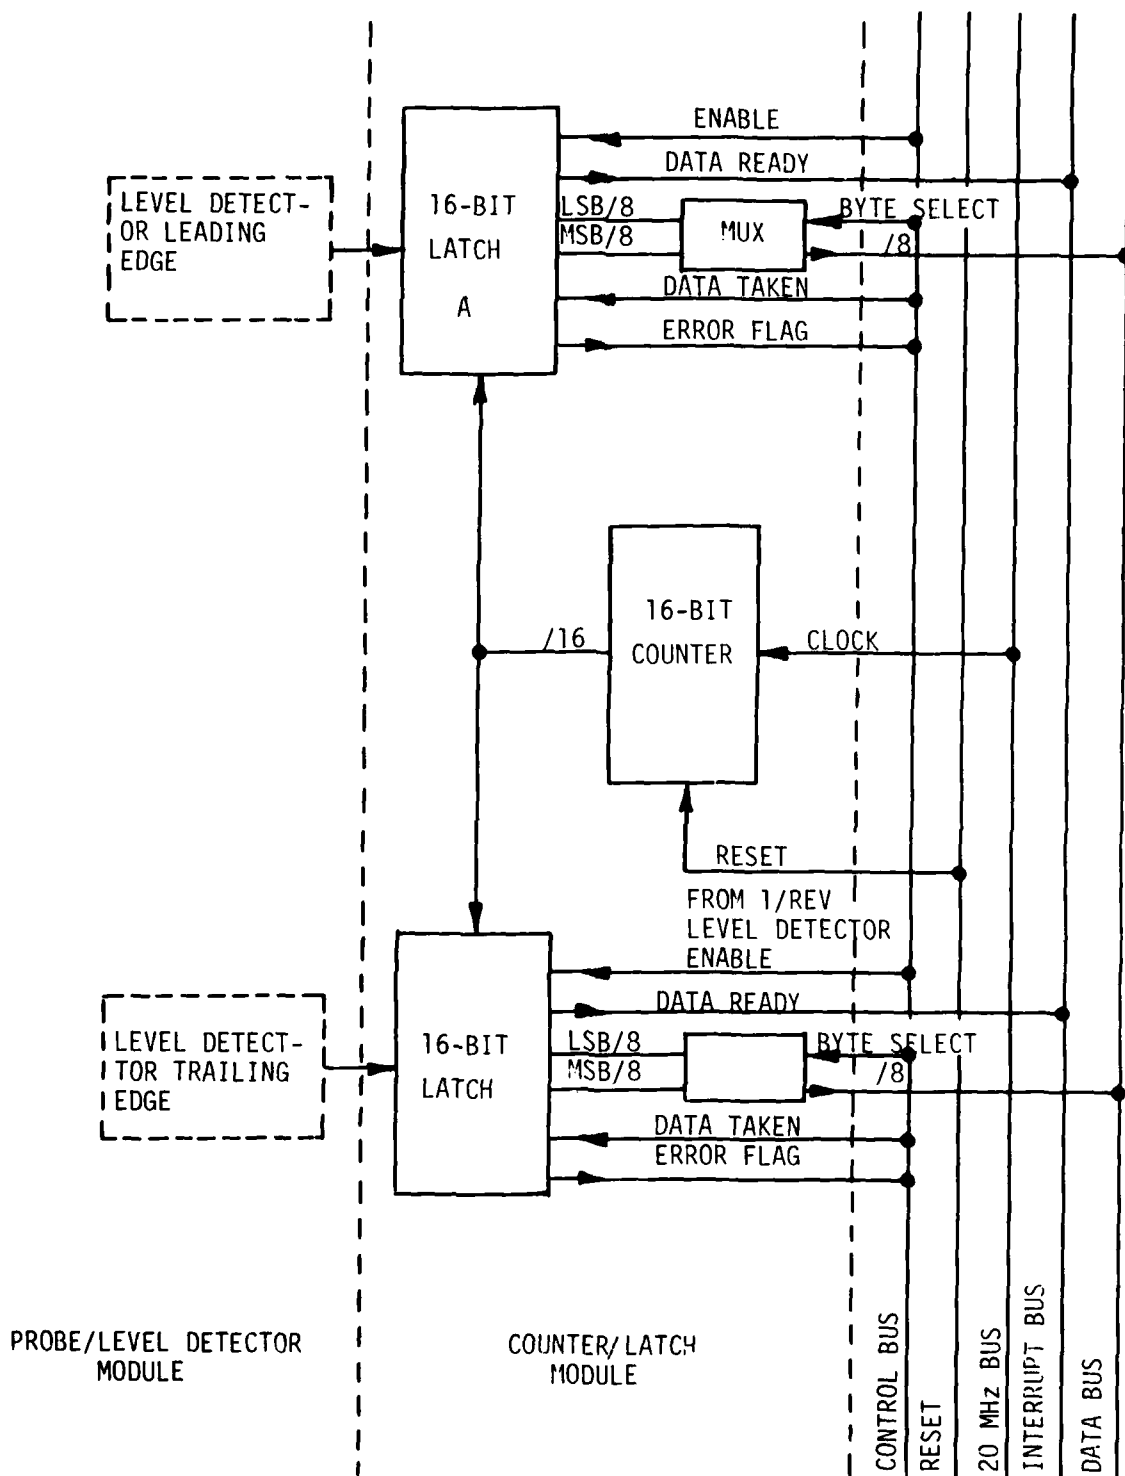 ENABLE
DATA READY
LEVEL DETECT-
OR LEADING
EDGE
16-BIT
LATCH
A
LSB/8
MSB/8
MUX
BYTE SELECT
/8
DATA TAKEN
ERROR FLAG
16-BIT
COUNTER
/16
CLOCK
RESET
FROM 1/REV
LEVEL DETECTOR
ENABLE
DATA READY
LEVEL DETECT-
TOR TRAILING
EDGE
16-BIT
LATCH
LSB/8
MSB/8
BYTE SELECT
/8
DATA TAKEN
ERROR FLAG
PROBE/LEVEL DETECTOR
MODULE
COUNTER/LATCH
MODULE
CONTROL BUS
RESET
20 MHz BUS
INTERRUPT BUS
DATA BUS